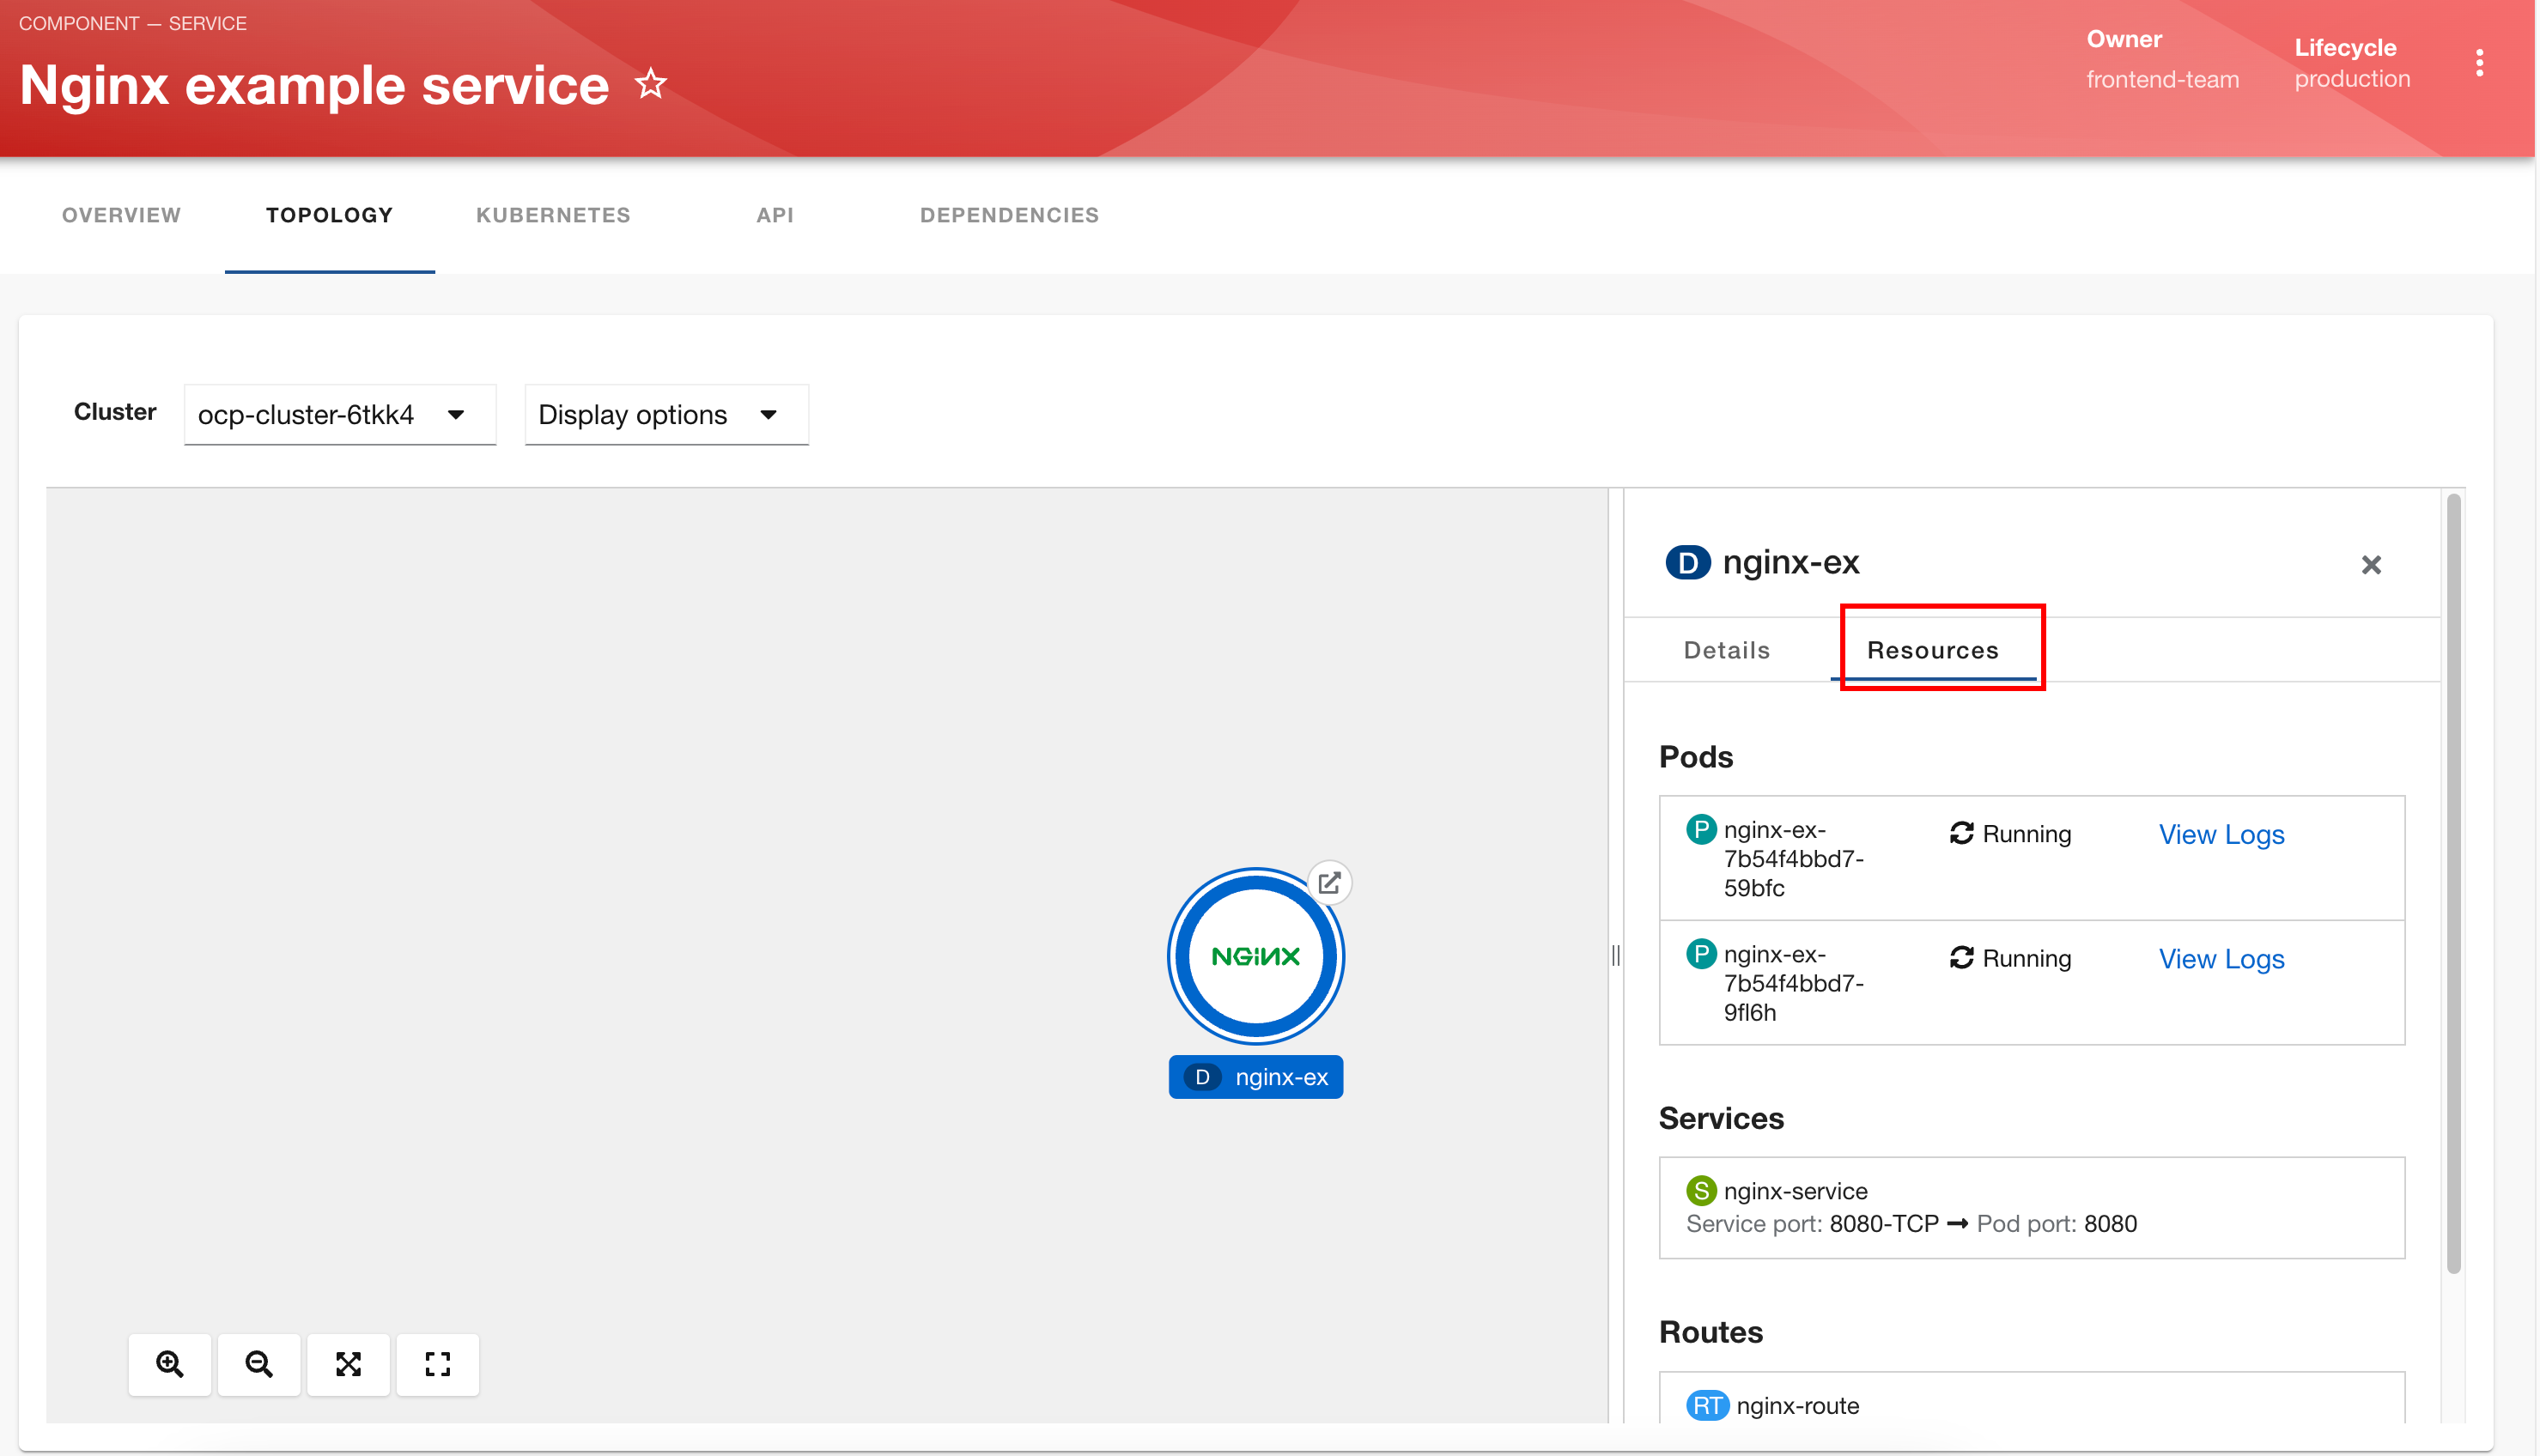 COMPONENT — SERVICE
Nginx example service
Owner
frontend-team
Lifecycle
production
OVERVIEW
TOPOLOGY
KUBERNETES
API
DEPENDENCIES
Cluster
ocp-cluster-6tkk4
Display options
NGINX
D nginx-ex
D nginx-ex
Details
Resources
Pods
P nginx-ex-
7b54f4bbd7-
59bfc
Running
View Logs
P nginx-ex-
7b54f4bbd7-
9fl6h
Running
View Logs
Services
S nginx-service
Service port: 8080-TCP ➞ Pod port: 8080
Routes
RT nginx-route